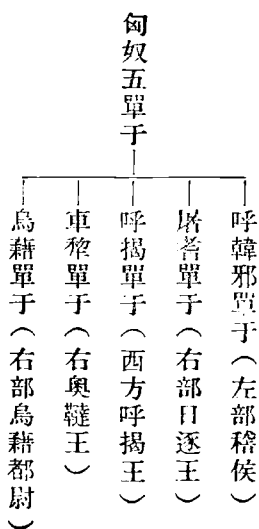 匈奴五單于
呼韓邪單于（左部稽侯）
屠耆單于（右部日逐王）
呼揭單于（西方呼揭王）
車犂單于（右奥鞬王）
烏藉單于（右部烏藉都尉）